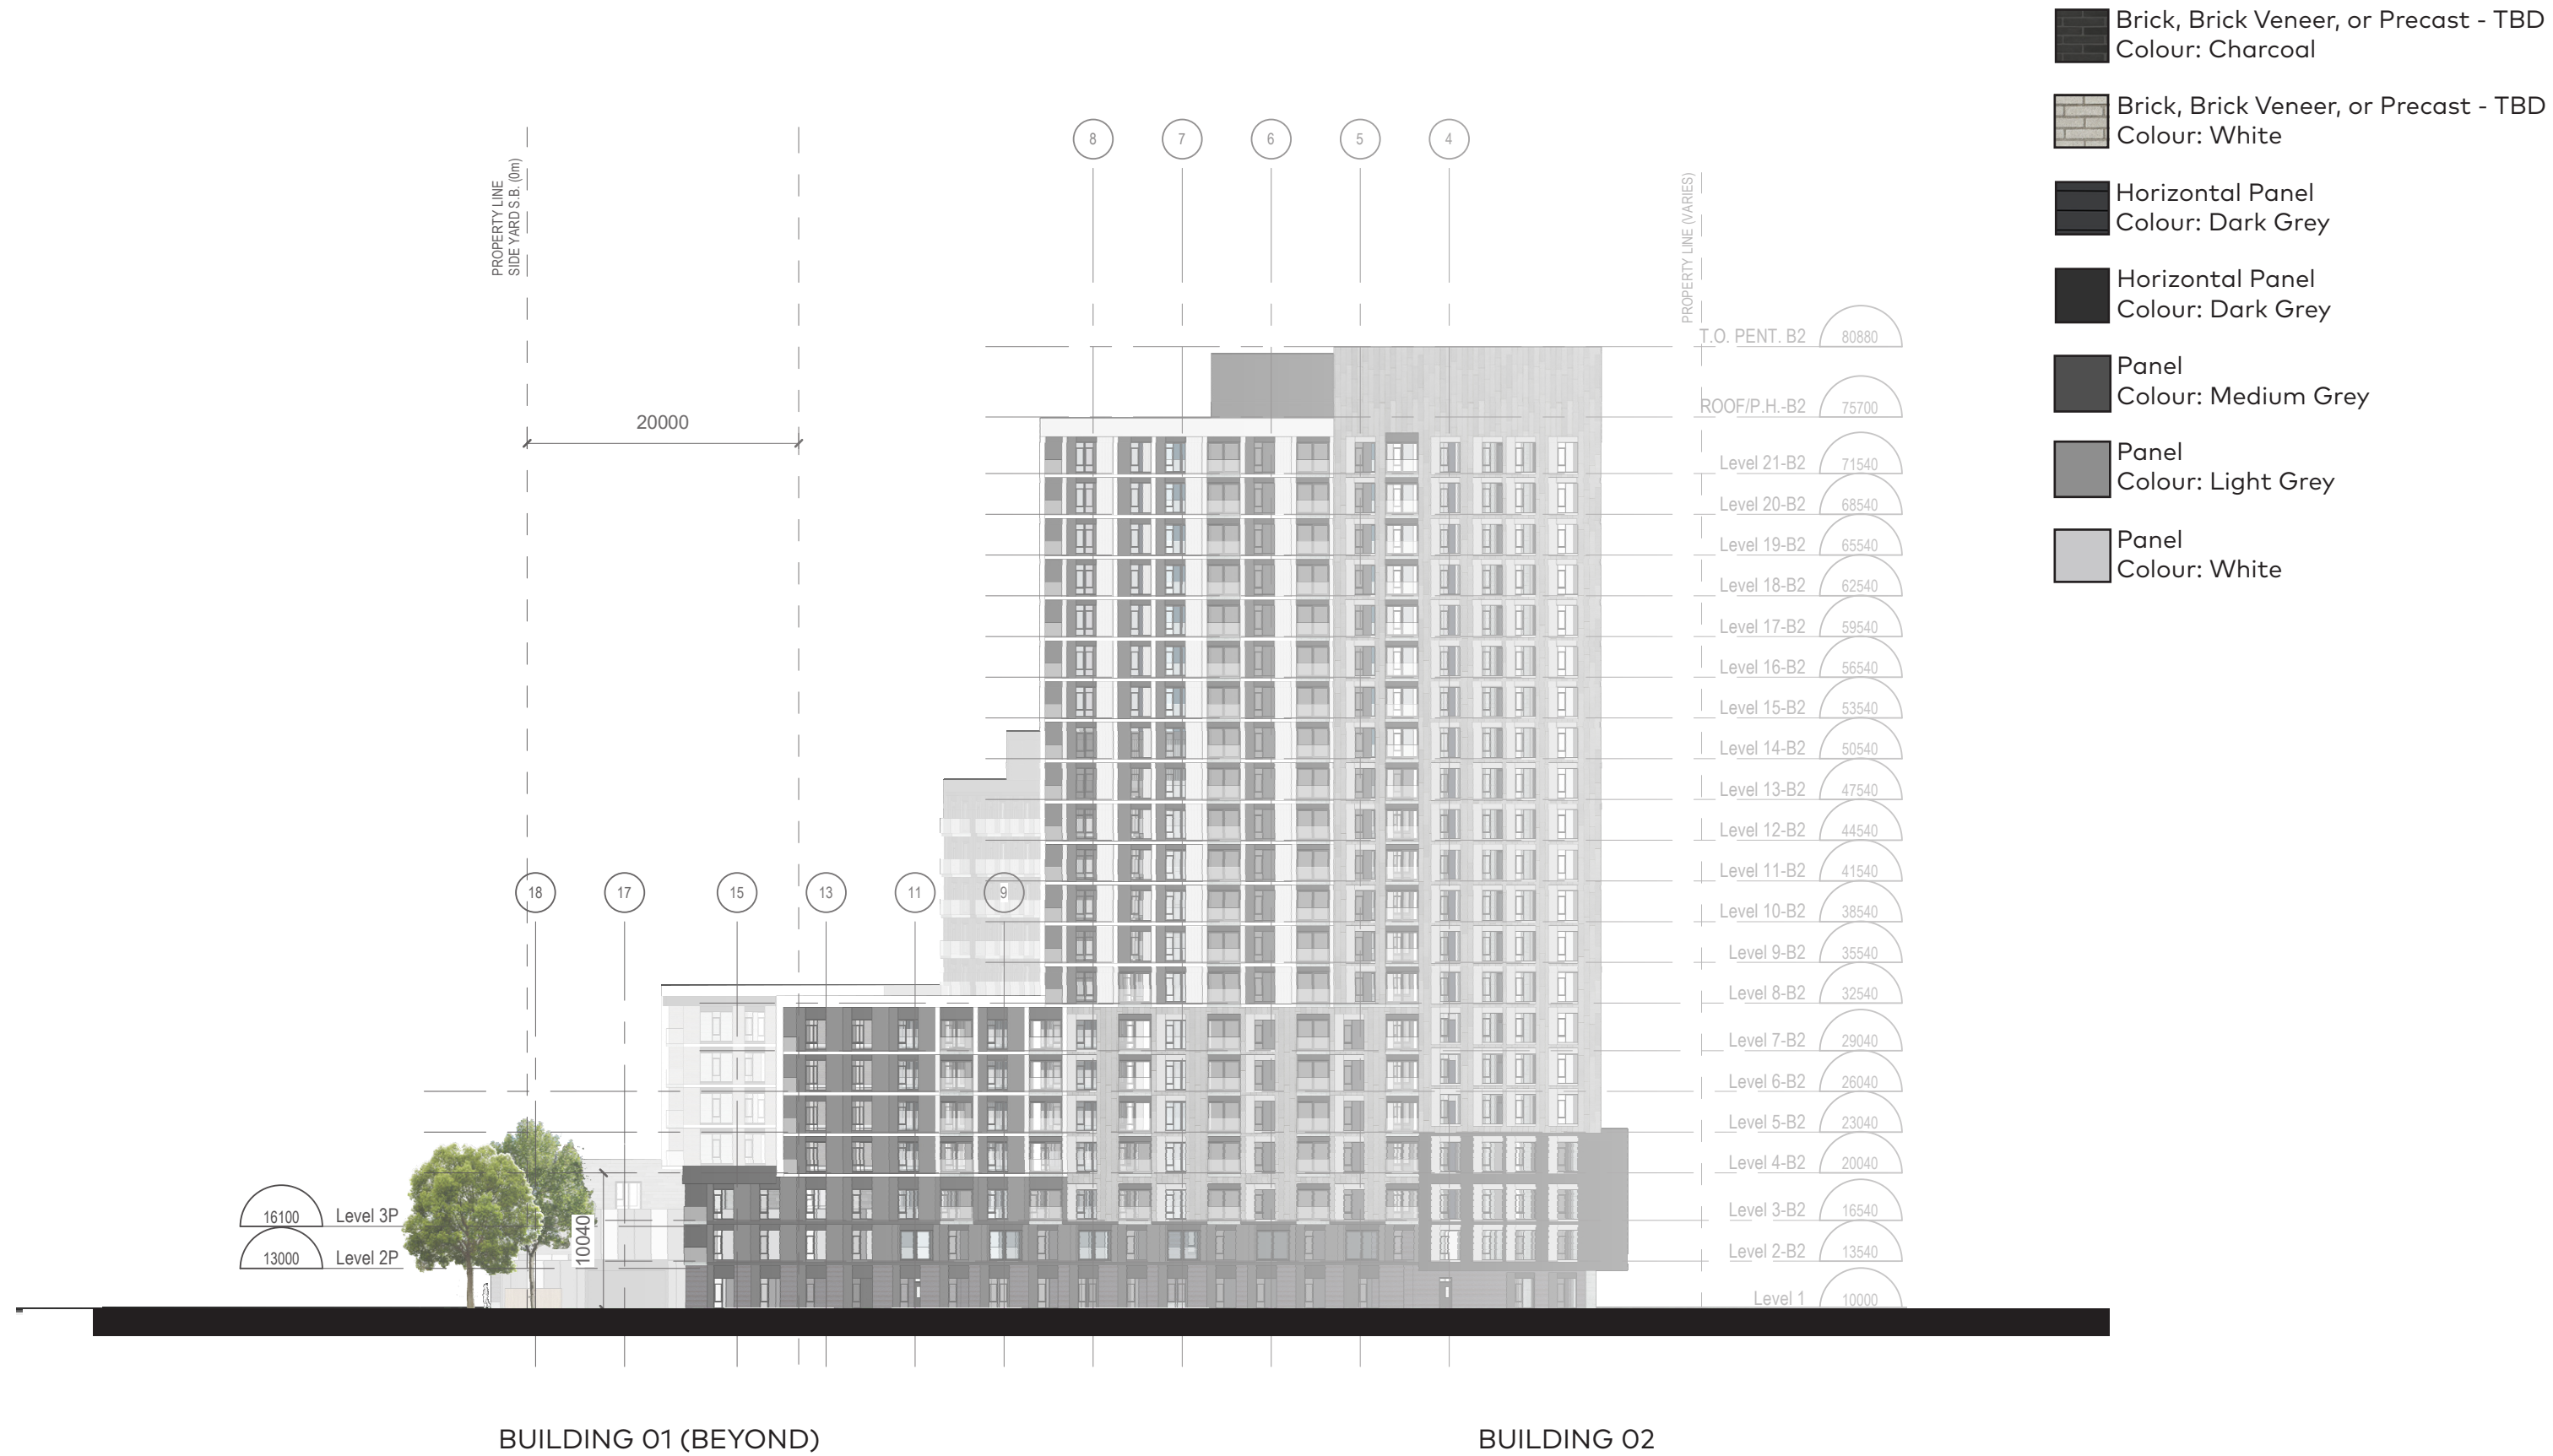 Brick, Brick Veneer, or Precast - TBD
Colour: Charcoal
Brick, Brick Veneer, or Precast - TBD
Colour: White
Horizontal Panel
Colour: Dark Grey
Horizontal Panel
Colour: Dark Grey
Panel
Colour: Medium Grey
Panel
Colour: Light Grey
Panel
Colour: White
8 7 6 5 4
PROPERTY LINE
SIDE YARD S.B. (0m)
PROPERTY LINE (VARIES)
20000
T.O. PENT. B2 80880
ROOF/P.H.-B2 75700
Level 21-B2 71540
Level 20-B2 68540
Level 19-B2 65540
Level 18-B2 62540
Level 17-B2 59540
Level 16-B2 56540
Level 15-B2 53540
Level 14-B2 50540
Level 13-B2 47540
Level 12-B2 44540
Level 11-B2 41540
Level 10-B2 38540
Level 9-B2 35540
Level 8-B2 32540
Level 7-B2 29040
Level 6-B2 26040
Level 5-B2 23040
Level 4-B2 20040
Level 3-B2 16540
Level 2-B2 13540
Level 1 10000
18 17 15 13 11 9
16100 Level 3P
13000 Level 2P
10040
BUILDING 01 (BEYOND)
BUILDING 02